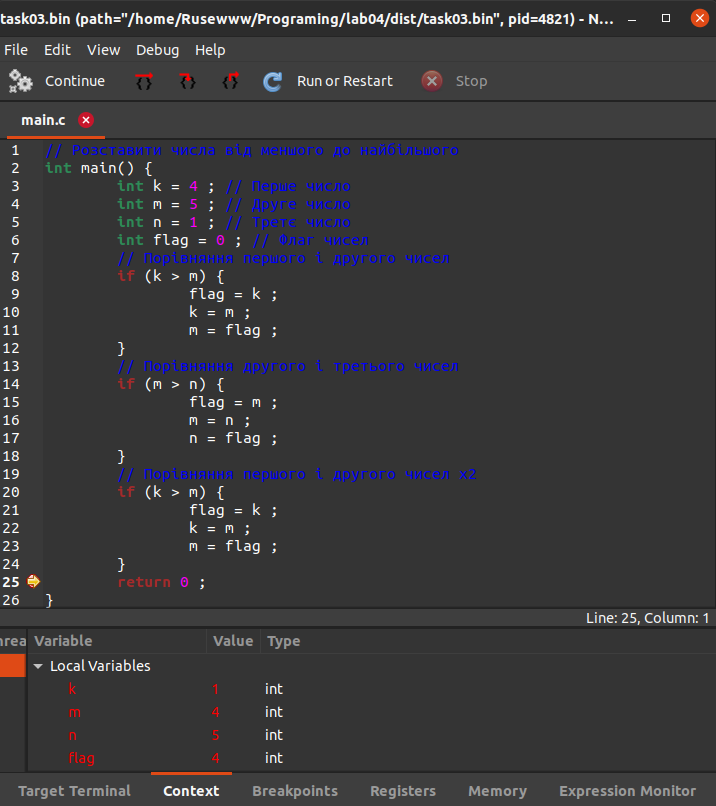 task03.bin (path="/home/Rusewww/Programing/lab04/dist/task03.bin", pid=4821) - N...
File Edit View Debug Help
Continue Run or Restart Stop
main.c
1 // Розставити числа від меншого до найбільшого
2 int main() {
3 int k = 4 ; // Перше число
4 int m = 5 ; // Друге число
5 int n = 1 ; // Третє число
6 int flag = 0 ; // Флаг чисел
7 // Порівняння першого і другого чисел
8 if (k > m) {
9 flag = k ;
10 k = m ;
11 m = flag ;
12 }
13 // Порівняння другого і третього чисел
14 if (m > n) {
15 flag = m ;
16 m = n ;
17 n = flag ;
18 }
19 // Порівняння першого і другого чисел x2
20 if (k > m) {
21 flag = k ;
22 k = m ;
23 m = flag ;
24 }
25 return 0 ;
26 }
Line: 25, Column: 1
hrea Variable Value Type
Local Variables
k 1 int
m 4 int
n 5 int
flag 4 int
Target Terminal Context Breakpoints Registers Memory Expression Monitor